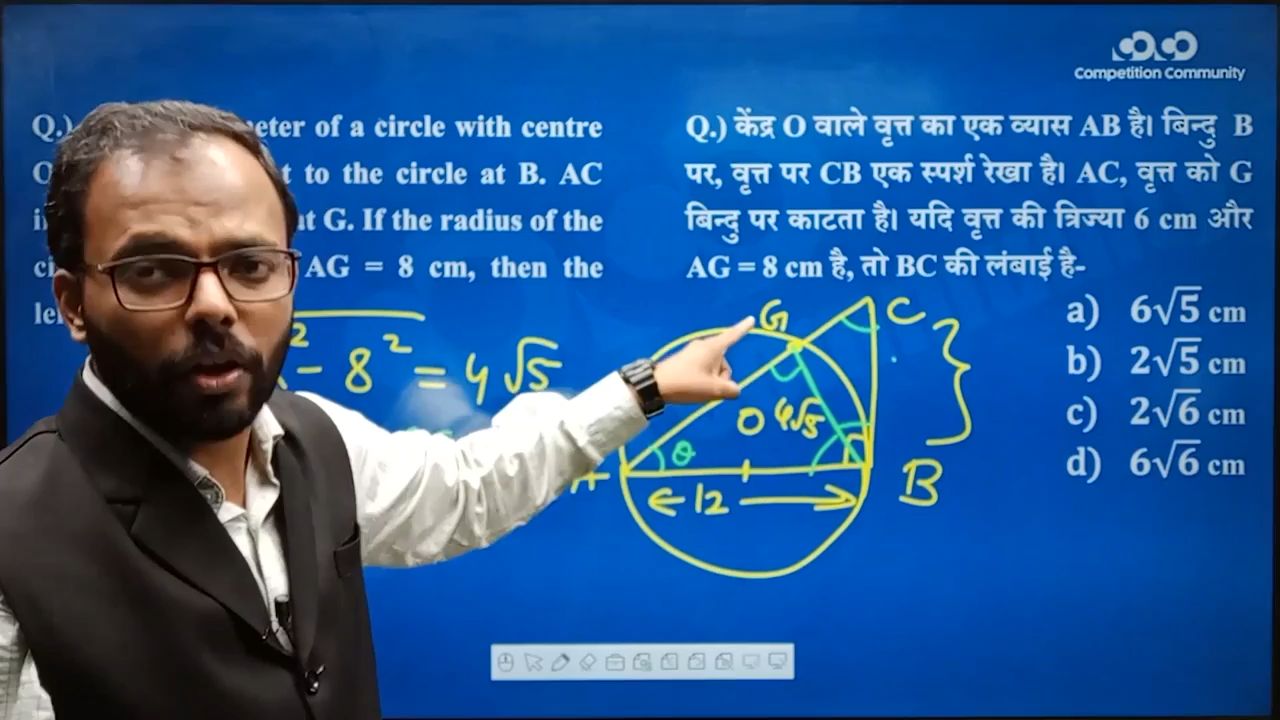 Competition Community
Q.) eter of a circle with centre
to the circle at B. AC
at G. If the radius of the
AG = 8 cm, then the
Q.) केंद्र O वाले वृत्त का एक व्यास AB है। बिन्दु B
पर, वृत्त पर CB एक स्पर्श रेखा है। AC, वृत्त को G
बिन्दु पर काटता है। यदि वृत्त की त्रिज्या 6 cm और
AG = 8 cm है, तो BC की लंबाई है-
a) 6√5 cm
b) 2√5 cm
c) 2√6 cm
d) 6√6 cm
² - 8² = 4√5
G
C
O 4√5
θ
A
B
12